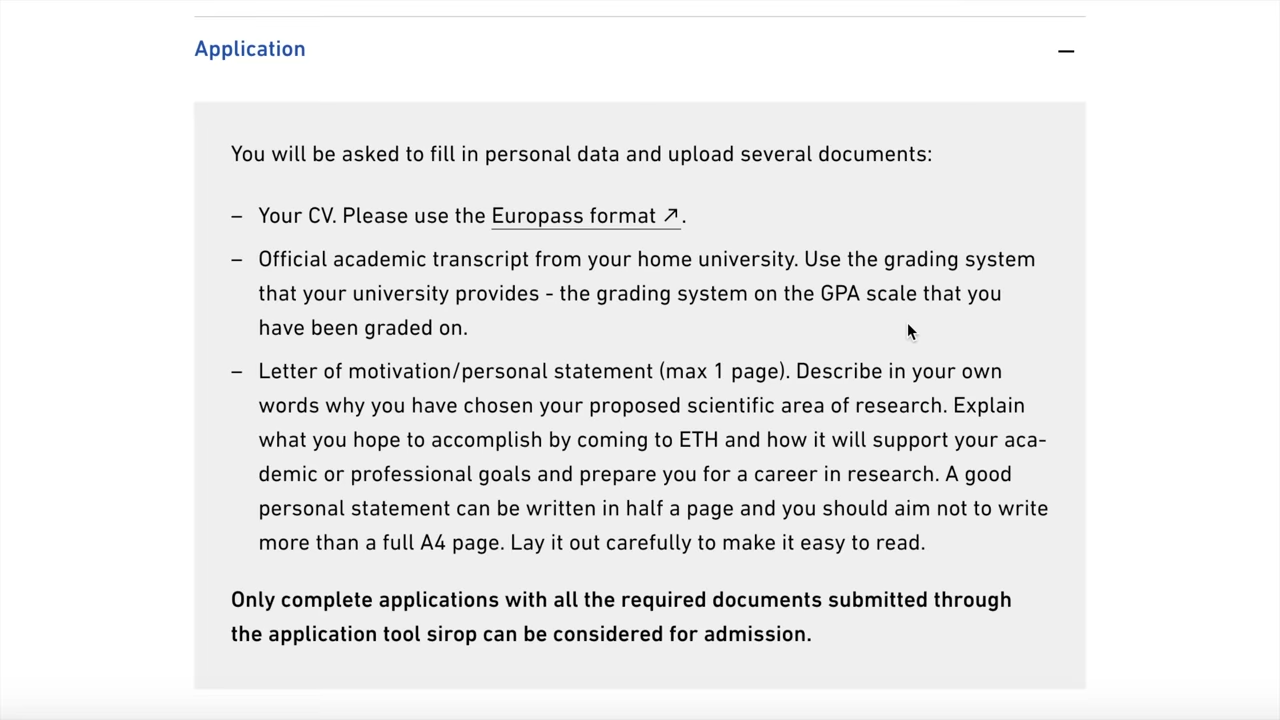 Application
You will be asked to fill in personal data and upload several documents:
– Your CV. Please use the Europass format ↗.
– Official academic transcript from your home university. Use the grading system
that your university provides - the grading system on the GPA scale that you
have been graded on.
– Letter of motivation/personal statement (max 1 page). Describe in your own
words why you have chosen your proposed scientific area of research. Explain
what you hope to accomplish by coming to ETH and how it will support your aca-
demic or professional goals and prepare you for a career in research. A good
personal statement can be written in half a page and you should aim not to write
more than a full A4 page. Lay it out carefully to make it easy to read.
Only complete applications with all the required documents submitted through
the application tool sirop can be considered for admission.